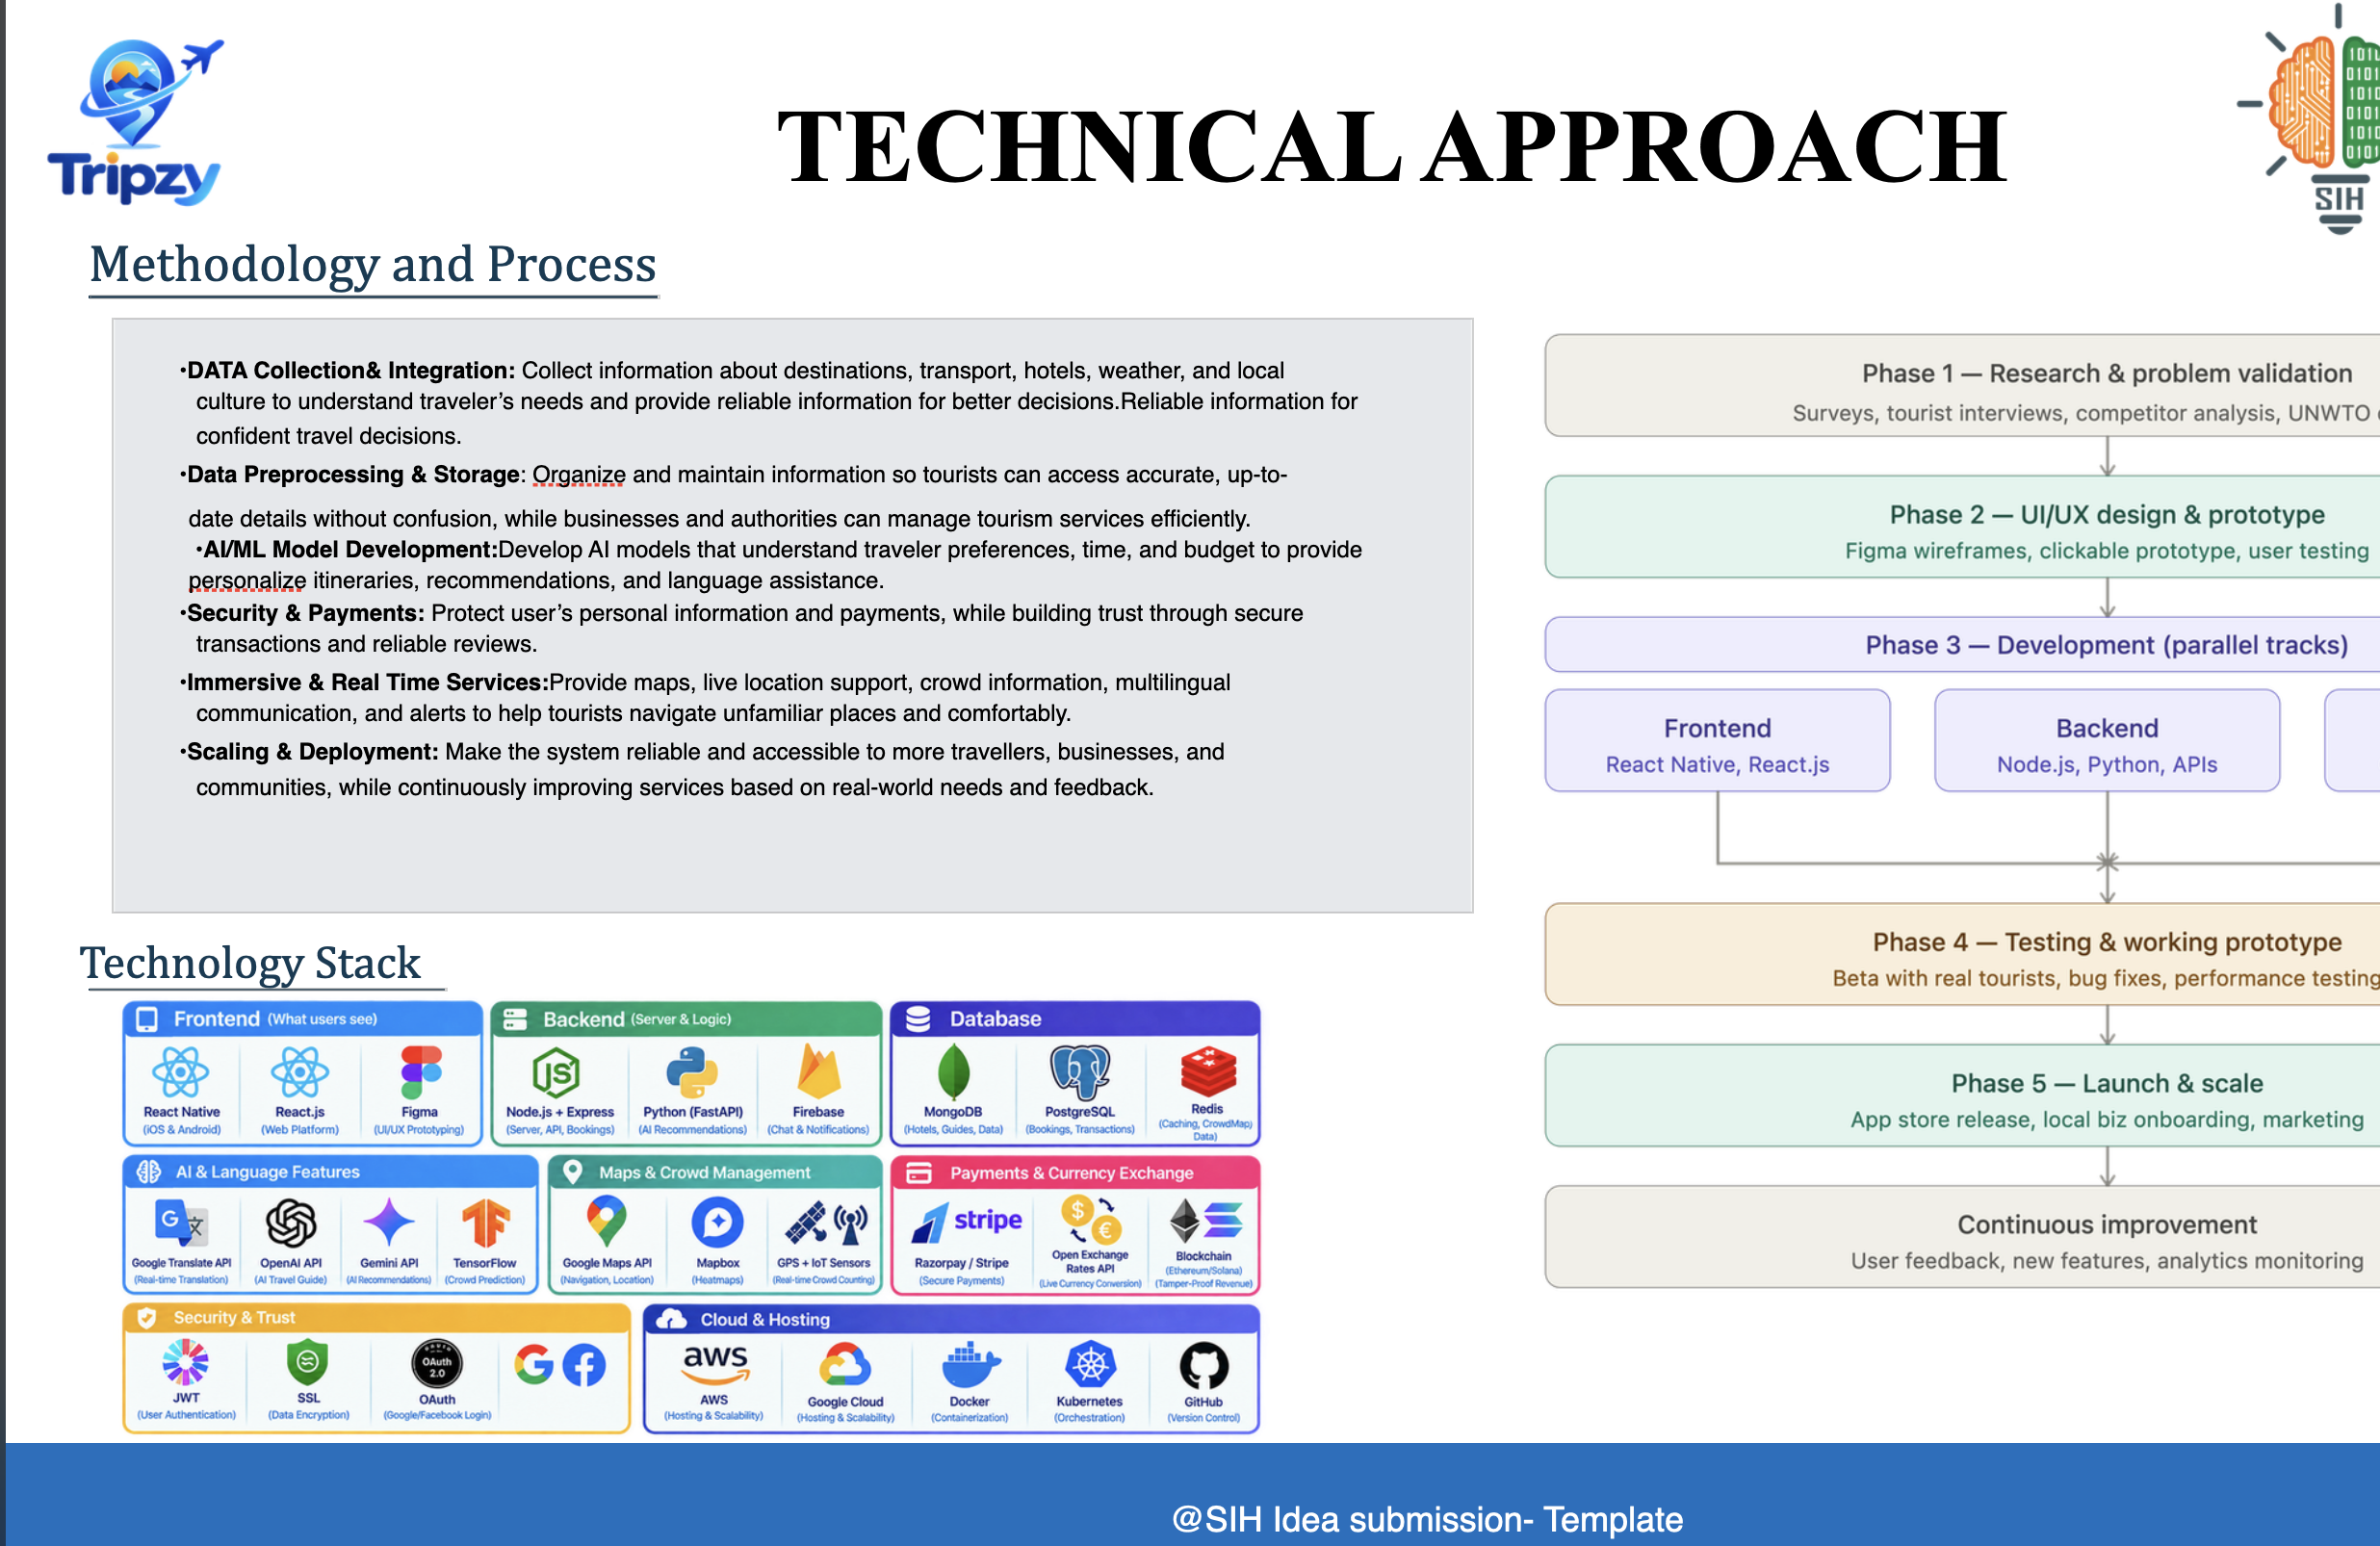 Tripzy
TECHNICAL APPROACH
SIH
Methodology and Process
•DATA Collection& Integration: Collect information about destinations, transport, hotels, weather, and local
culture to understand traveler’s needs and provide reliable information for better decisions.Reliable information for
confident travel decisions.
•Data Preprocessing & Storage: Organize and maintain information so tourists can access accurate, up-to-
date details without confusion, while businesses and authorities can manage tourism services efficiently.
•AI/ML Model Development:Develop AI models that understand traveler preferences, time, and budget to provide
personalize itineraries, recommendations, and language assistance.
•Security & Payments: Protect user’s personal information and payments, while building trust through secure
transactions and reliable reviews.
•Immersive & Real Time Services:Provide maps, live location support, crowd information, multilingual
communication, and alerts to help tourists navigate unfamiliar places and comfortably.
•Scaling & Deployment: Make the system reliable and accessible to more travellers, businesses, and
communities, while continuously improving services based on real-world needs and feedback.
Phase 1 — Research & problem validation
Surveys, tourist interviews, competitor analysis, UNWTO
Phase 2 — UI/UX design & prototype
Figma wireframes, clickable prototype, user testing
Phase 3 — Development (parallel tracks)
Frontend
React Native, React.js
Backend
Node.js, Python, APIs
Phase 4 — Testing & working prototype
Beta with real tourists, bug fixes, performance testing
Phase 5 — Launch & scale
App store release, local biz onboarding, marketing
Continuous improvement
User feedback, new features, analytics monitoring
Technology Stack
Frontend (What users see)
React Native
(iOS & Android)
React.js
(Web Platform)
Figma
(UI/UX Prototyping)
Backend (Server & Logic)
JS
Node.js + Express
(Server, API, Bookings)
Python (FastAPI)
(AI Recommendations)
Firebase
(Chat & Notifications)
Database
MongoDB
(Hotels, Guides, Data)
PostgreSQL
(Bookings, Transactions)
Redis
(Caching, CrowdMap)
Data)
AI & Language Features
G 文
Google Translate API
(Real-time Translation)
OpenAI API
(AI Travel Guide)
Gemini API
(AI Recommendations)
TensorFlow
(Crowd Prediction)
Maps & Crowd Management
Google Maps API
(Navigation, Location)
Mapbox
(Heatmaps)
GPS + IoT Sensors
(Real-time Crowd Counting)
Payments & Currency Exchange
stripe
Razorpay / Stripe
(Secure Payments)
$ €
Open Exchange
Rates API
(Live Currency Conversion)
Blockchain
(Ethereum/Solana)
(Tamper-Proof Revenue)
Security & Trust
JWT
(User Authentication)
SSL
(Data Encryption)
OAuth
2.0
OAuth
(Google/Facebook Login)
Cloud & Hosting
aws
AWS
(Hosting & Scalability)
Google Cloud
(Hosting & Scalability)
Docker
(Containerization)
Kubernetes
(Orchestration)
GitHub
(Version Control)
@SIH Idea submission- Template